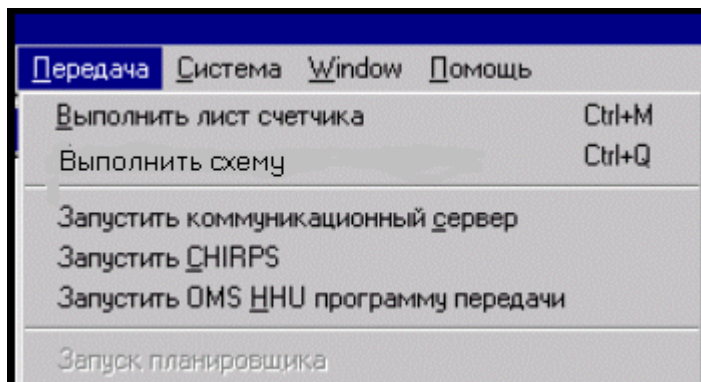 Передача Система Window Помощь
Выполнить лист счетчика Ctrl+M
Выполнить схему Ctrl+Q
Запустить коммуникационный сервер
Запустить CHIRPS
Запустить OMS HHU программу передачи
Запуск планировщика